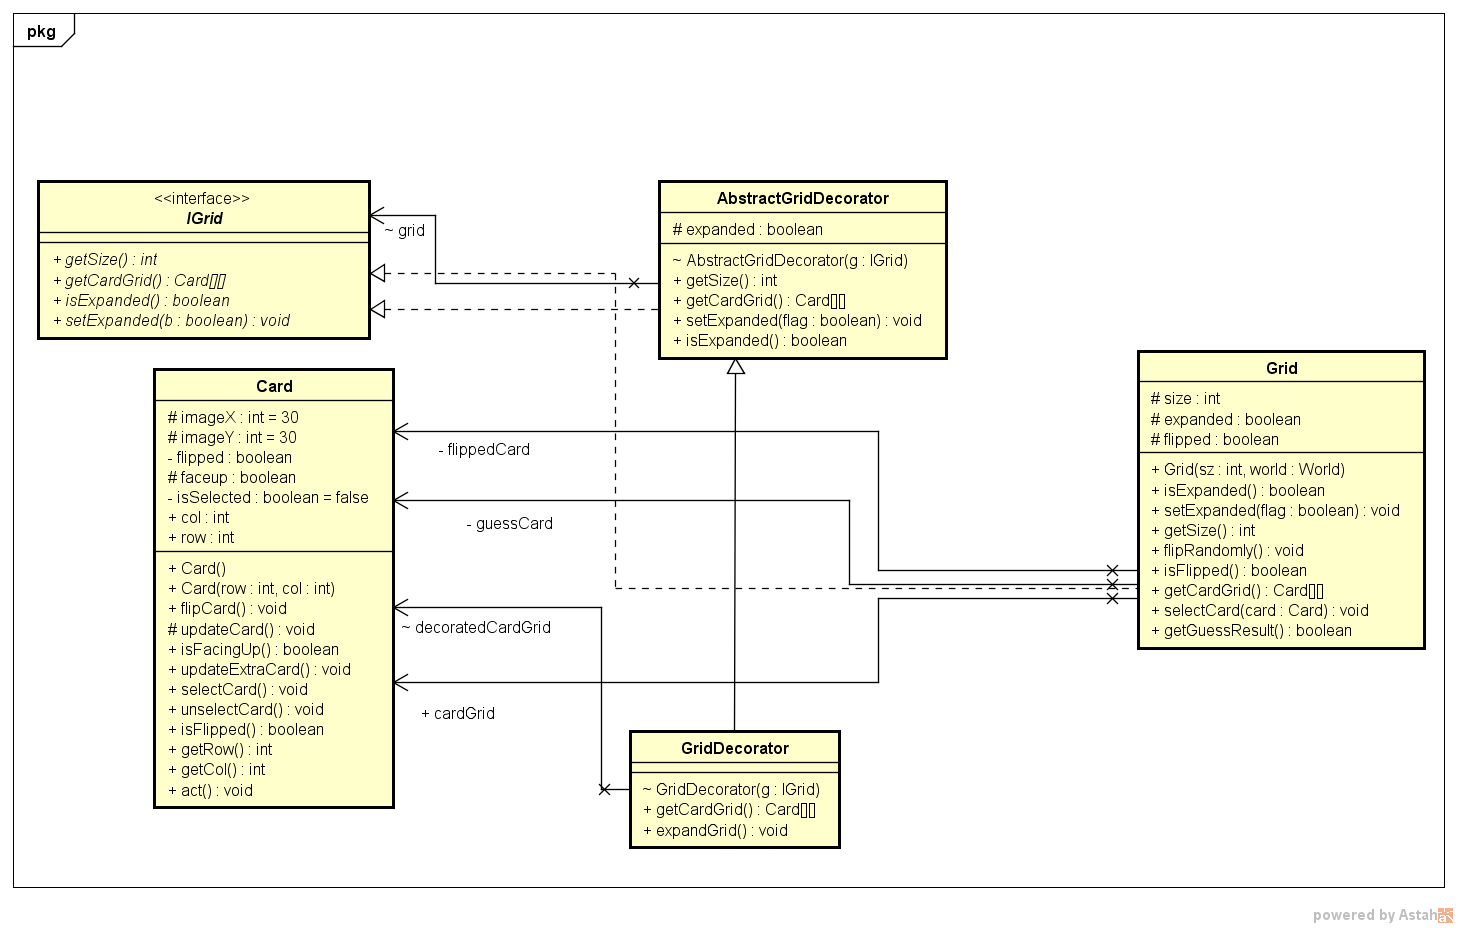 pkg
<<interface>>
IGrid
+ getSize() : int
+ getCardGrid() : Card[][]
+ isExpanded() : boolean
+ setExpanded(b : boolean) : void
~ grid
AbstractGridDecorator
# expanded : boolean
~ AbstractGridDecorator(g : IGrid)
+ getSize() : int
+ getCardGrid() : Card[][]
+ setExpanded(flag : boolean) : void
+ isExpanded() : boolean
Card
# imageX : int = 30
# imageY : int = 30
- flipped : boolean
# faceup : boolean
- isSelected : boolean = false
+ col : int
+ row : int
+ Card()
+ Card(row : int, col : int)
+ flipCard() : void
# updateCard() : void
+ isFacingUp() : boolean
+ updateExtraCard() : void
+ selectCard() : void
+ unselectCard() : void
+ isFlipped() : boolean
+ getRow() : int
+ getCol() : int
+ act() : void
- flippedCard
- guessCard
~ decoratedCardGrid
+ cardGrid
Grid
# size : int
# expanded : boolean
# flipped : boolean
+ Grid(sz : int, world : World)
+ isExpanded() : boolean
+ setExpanded(flag : boolean) : void
+ getSize() : int
+ flipRandomly() : void
+ isFlipped() : boolean
+ getCardGrid() : Card[][]
+ selectCard(card : Card) : void
+ getGuessResult() : boolean
GridDecorator
~ GridDecorator(g : IGrid)
+ getCardGrid() : Card[][]
+ expandGrid() : void
powered by Astah